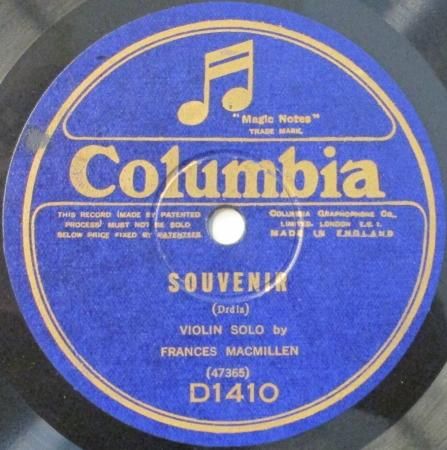 "Magic Notes"
TRADE MARK.
Columbia
THIS RECORD (MADE BY PATENTED
PROCESS) MUST NOT BE SOLD
BELOW PRICE FIXED BY PATENTEES.
COLUMBIA GRAPHOPHONE CO.,
LIMITED. LONDON E.C.1.
MADE IN ENGLAND
SOUVENIR
(Drdla)
VIOLIN SOLO by
FRANCES MACMILLEN
(47365)
D1410